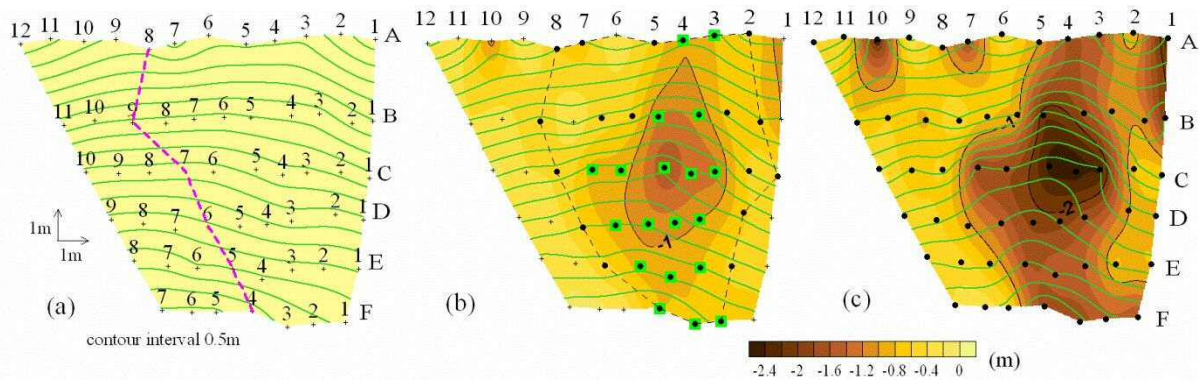 12 11 10 9 8 7 6 5 4 3 2 1 A
11 10 9 8 7 6 5 4 3 2 1 B
10 9 8 7 6 5 4 3 2 1 C
9 8 7 6 5 4 3 2 1 D
8 7 6 5 4 3 2 1 E
7 6 5 4 3 2 1 F
1m
1m
(a)
contour interval 0.5m
12 11 10 9 8 7 6 5 4 3 2 1
-1
(b)
12 11 10 9 8 7 6 5 4 3 2 1
A
B
C
D
E
F
-1
-2
(c)
-2.4 -2 -1.6 -1.2 -0.8 -0.4 0
(m)